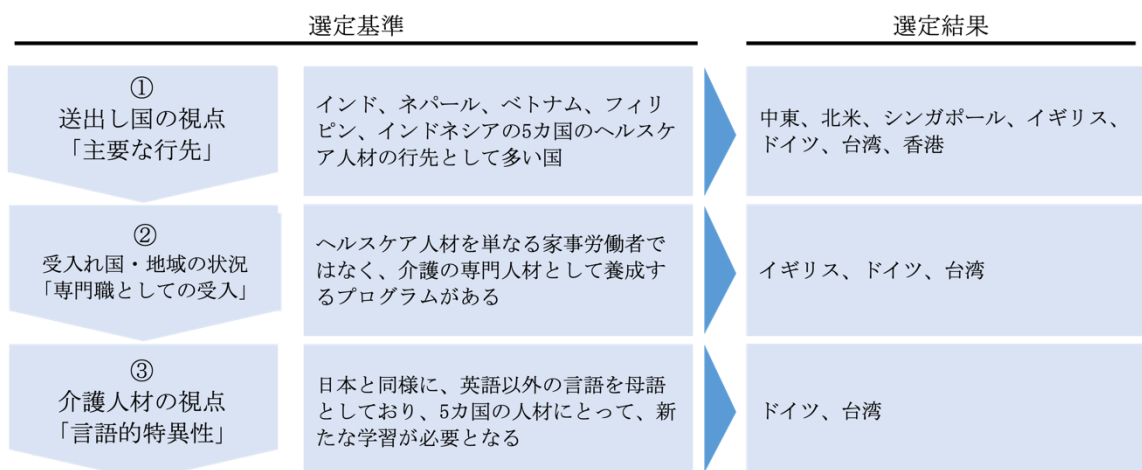 選定基準
選定結果
①
送出し国の視点
「主要な行先」
インド、ネパール、ベトナム、フィリ
ピン、インドネシアの5カ国のヘルスケ
ア人材の行先として多い国
中東、北米、シンガポール、イギリス、
ドイツ、台湾、香港
②
受入れ国・地域の状況
「専門職としての受入」
ヘルスケア人材を単なる家事労働者で
はなく、介護の専門人材として養成す
るプログラムがある
イギリス、ドイツ、台湾
③
介護人材の視点
「言語的特異性」
日本と同様に、英語以外の言語を母語
としており、5カ国の人材にとって、新
たな学習が必要となる
ドイツ、台湾